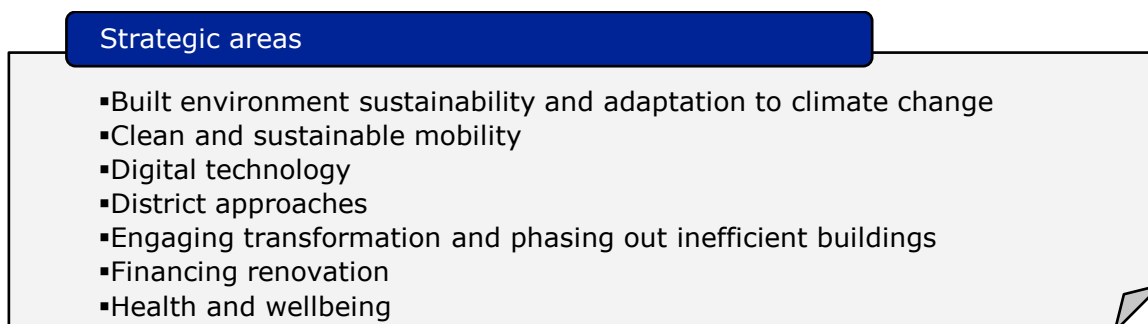 Strategic areas
▪Built environment sustainability and adaptation to climate change
▪Clean and sustainable mobility
▪Digital technology
▪District approaches
▪Engaging transformation and phasing out inefficient buildings
▪Financing renovation
▪Health and wellbeing